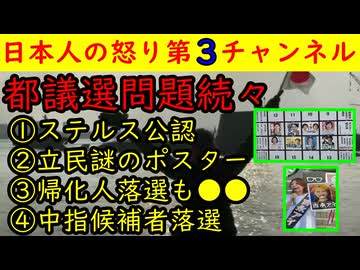 日本人の怒り第3チャンネル
都議選問題続々
①ステルス公認
②立民謎のポスター
③帰化人落選も●●
④中指候補者落選